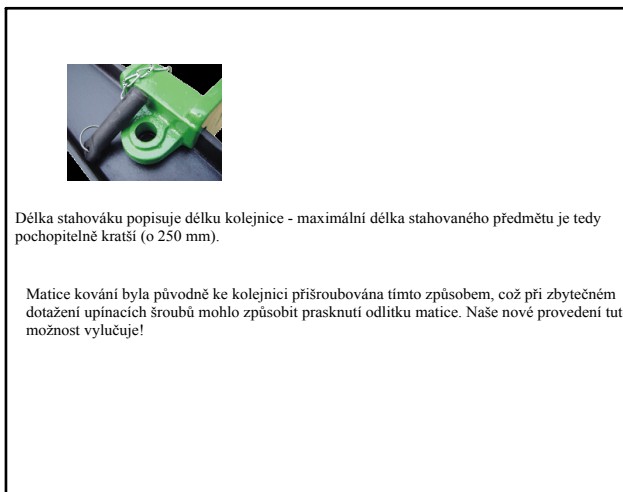 Délka stahováku popisuje délku kolejnice - maximální délka stahovaného předmětu je tedy
pochopitelně kratší (o 250 mm).
Matice kování byla původně ke kolejnici přišroubována tímto způsobem, což při zbytečném
dotažení upínacích šroubů mohlo způsobit prasknutí odlitku matice. Naše nové provedení tut
možnost vylučuje!